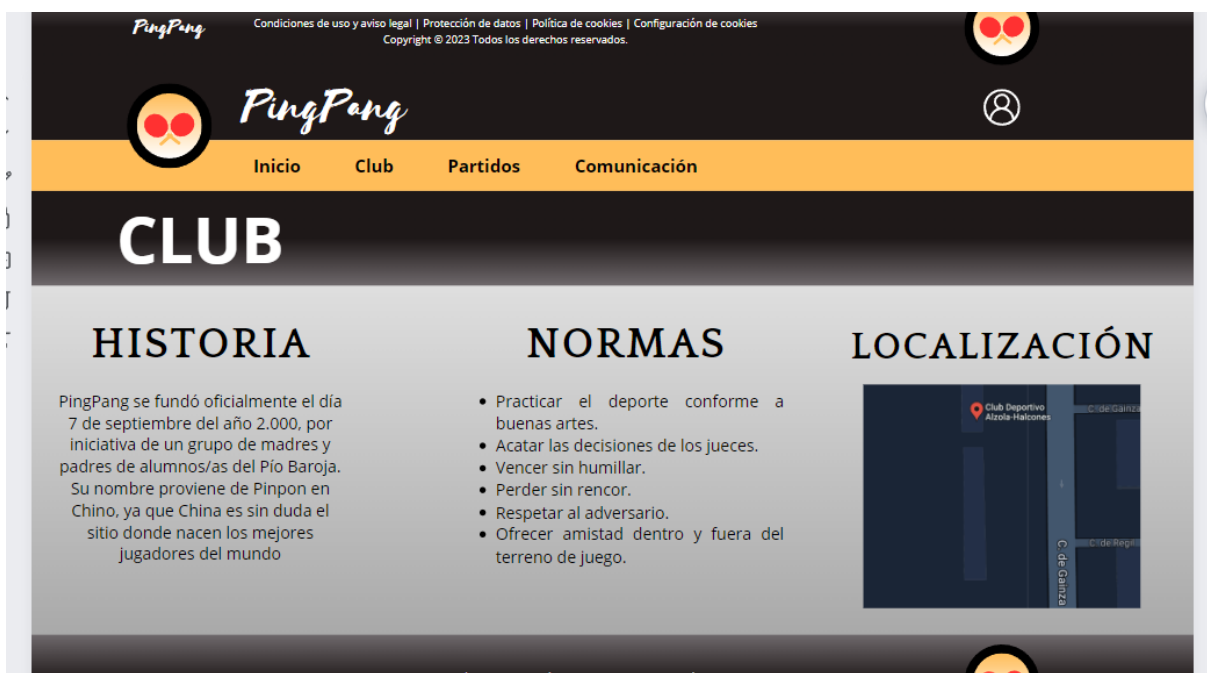 PingPang
Condiciones de uso y aviso legal | Protección de datos | Política de cookies | Configuración de cookies
Copyright © 2023 Todos los derechos reservados.
PingPang
Inicio Club Partidos Comunicación
CLUB
HISTORIA
PingPang se fundó oficialmente el día
7 de septiembre del año 2.000, por
iniciativa de un grupo de madres y
padres de alumnos/as del Pío Baroja.
Su nombre proviene de Pinpon en
Chino, ya que China es sin duda el
sitio donde nacen los mejores
jugadores del mundo
NORMAS
• Practicar el deporte conforme a
buenas artes.
• Acatar las decisiones de los jueces.
• Vencer sin humillar.
• Perder sin rencor.
• Respetar al adversario.
• Ofrecer amistad dentro y fuera del
terreno de juego.
LOCALIZACIÓN
Club Deportivo
Alzola-Halcones
C. de Gainza
C. de Regil
C. de Gainza